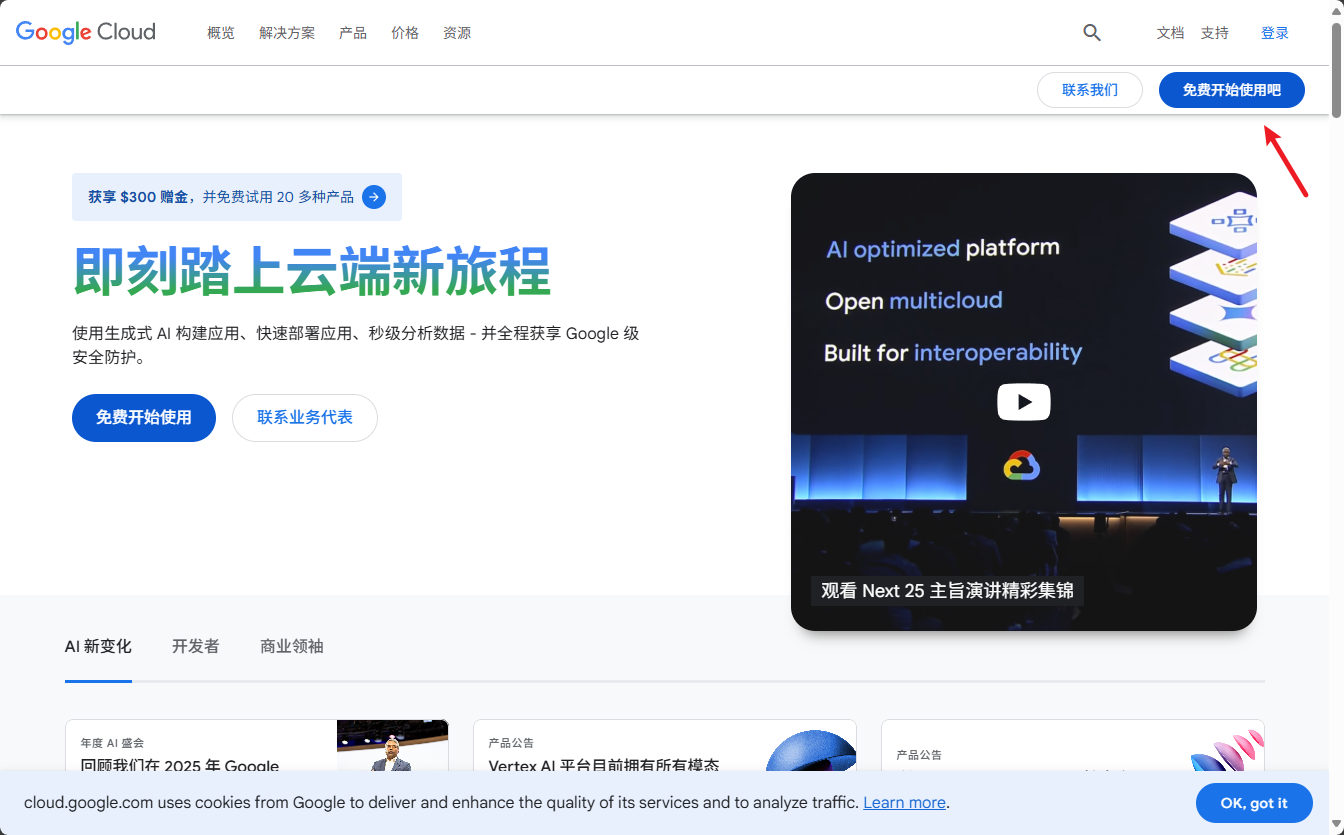 Google Cloud
概览
解决方案
产品
价格
资源
文档
支持
登录
联系我们
免费开始使用吧
获享 $300 赠金，并免费试用 20 多种产品
即刻踏上云端新旅程
使用生成式 AI 构建应用、快速部署应用、秒级分析数据 - 并全程获享 Google 级
安全防护。
免费开始使用
联系业务代表
AI optimized platform
Open multicloud
Built for interoperability
观看 Next 25 主旨演讲精彩集锦
AI 新变化
开发者
商业领袖
年度 AI 盛会
回顾我们在 2025 年 Google
产品公告
Vertex AI 平台目前拥有所有模态
产品公告
cloud.google.com uses cookies from Google to deliver and enhance the quality of its services and to analyze traffic. Learn more.
OK, got it